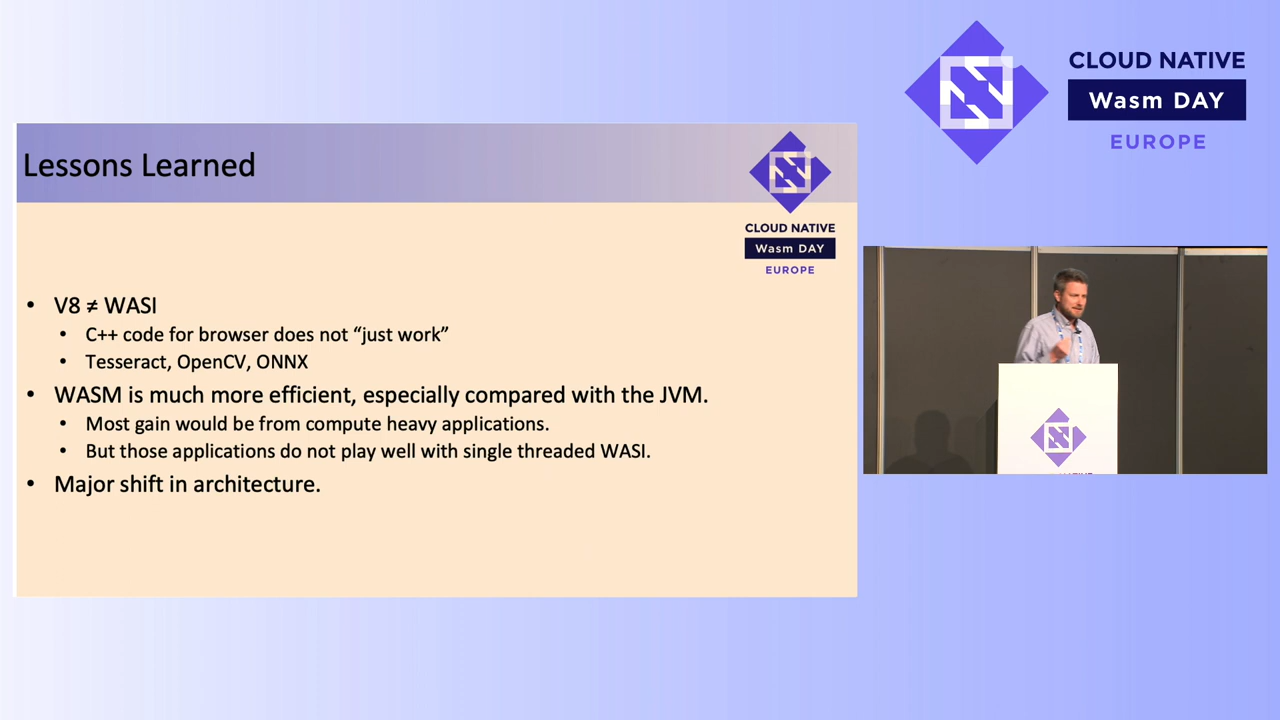 CLOUD NATIVE
Wasm DAY
EUROPE
Lessons Learned
CLOUD NATIVE
Wasm DAY
EUROPE
• V8 ≠ WASI
• C++ code for browser does not “just work”
• Tesseract, OpenCV, ONNX
• WASM is much more efficient, especially compared with the JVM.
• Most gain would be from compute heavy applications.
• But those applications do not play well with single threaded WASI.
• Major shift in architecture.